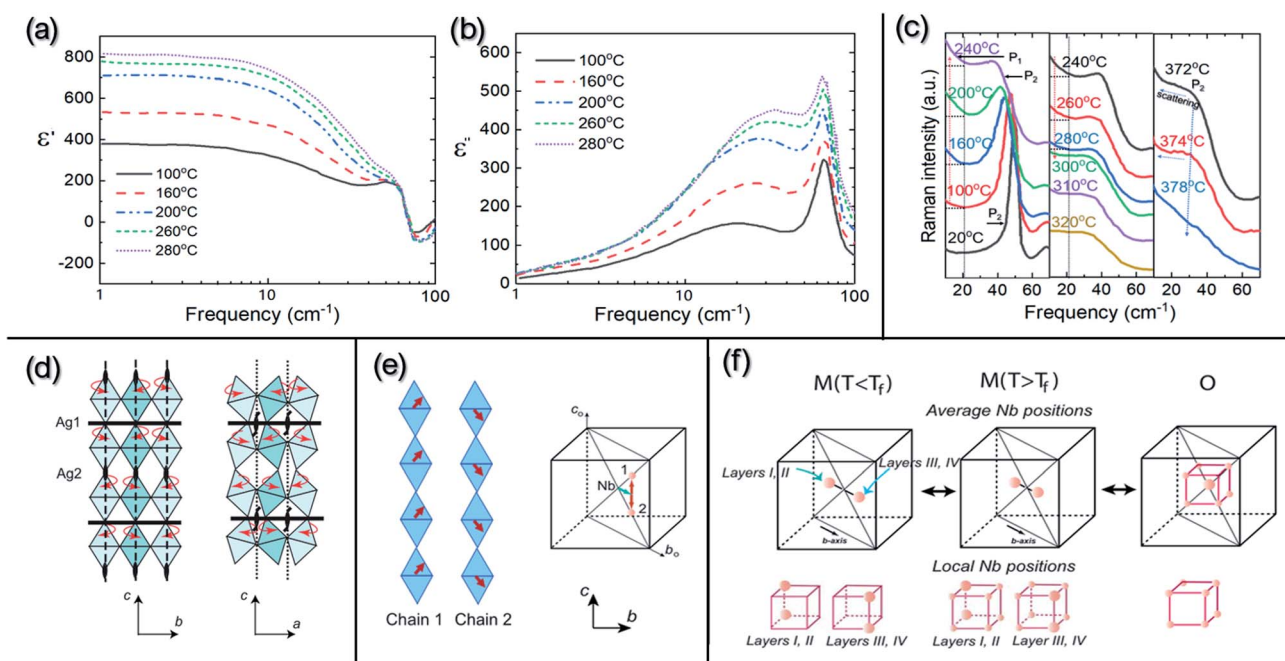 (a)
800
600
400
200
0
-200
ε'
100°C
160°C
200°C
260°C
280°C
1
10
100
Frequency (cm⁻¹)
(b)
600
500
400
300
200
100
0
ε"
100°C
160°C
200°C
260°C
280°C
1
10
100
Frequency (cm⁻¹)
(c)
Raman intensity (a.u.)
240°C
P₁
P₂
200°C
160°C
100°C
P₂
20°C
240°C
260°C
280°C
300°C
310°C
320°C
372°C
P₂
scattering
374°C
378°C
20 40 60
20 40 60
20 40 60
Frequency (cm⁻¹)
(d)
Ag1
Ag2
c
b
c
a
(e)
Chain 1
Chain 2
cₒ
1
Nb
2
bₒ
c
b
(f)
M(T<T_f)
M(T>T_f)
O
Average Nb positions
Layers I, II
Layers III, IV
b-axis
b-axis
Local Nb positions
Layers I, II
Layers III, IV
Layers I, II
Layer III, IV